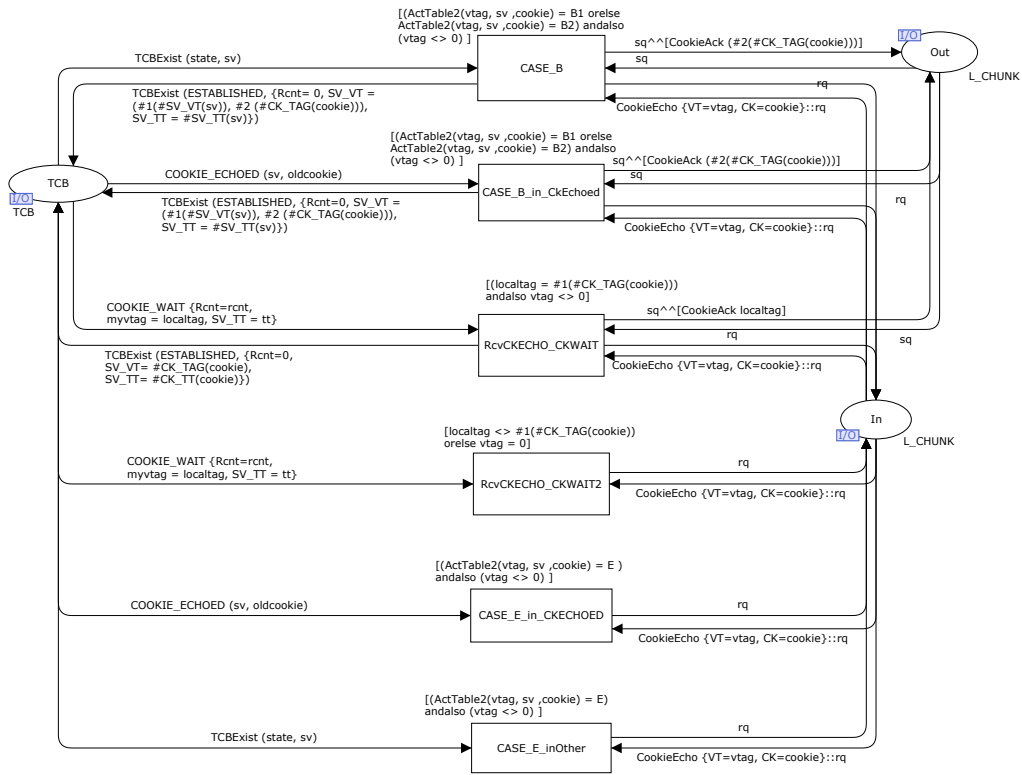 [(ActTable2(vtag, sv ,cookie) = B1 orelse
ActTable2(vtag, sv ,cookie) = B2) andalso
(vtag <> 0) ]
sq^^[CookieAck (#2(#CK_TAG(cookie)))]
I/O
Out
L_CHUNK
TCBExist (state, sv)
CASE_B
sq
rq
TCBExist (ESTABLISHED, {Rcnt= 0, SV_VT =
(#1(#SV_VT(sv)), #2 (#CK_TAG(cookie))),
SV_TT = #SV_TT(sv)})
CookieEcho {VT=vtag, CK=cookie}::rq
[(ActTable2(vtag, sv ,cookie) = B1 orelse
ActTable2(vtag, sv ,cookie) = B2) andalso
(vtag <> 0) ]
sq^^[CookieAck (#2(#CK_TAG(cookie)))]
TCB
I/O
TCB
COOKIE_ECHOED (sv, oldcookie)
sq
CASE_B_in_CkEchoed
rq
TCBExist (ESTABLISHED, {Rcnt=0, SV_VT =
(#1(#SV_VT(sv)), #2 (#CK_TAG(cookie))),
SV_TT = #SV_TT(sv)})
CookieEcho {VT=vtag, CK=cookie}::rq
[(localtag = #1(#CK_TAG(cookie)))
andalso vtag <> 0]
COOKIE_WAIT {Rcnt=rcnt,
myvtag = localtag, SV_TT = tt}
sq^^[CookieAck localtag]
sq
rq
RcvCKECHO_CKWAIT
TCBExist (ESTABLISHED, {Rcnt=0,
SV_VT= #CK_TAG(cookie),
SV_TT= #CK_TT(cookie)})
CookieEcho {VT=vtag, CK=cookie}::rq
In
I/O
L_CHUNK
[localtag <> #1(#CK_TAG(cookie))
orelse vtag = 0]
COOKIE_WAIT {Rcnt=rcnt,
myvtag = localtag, SV_TT = tt}
rq
RcvCKECHO_CKWAIT2
CookieEcho {VT=vtag, CK=cookie}::rq
[(ActTable2(vtag, sv ,cookie) = E )
andalso (vtag <> 0) ]
COOKIE_ECHOED (sv, oldcookie)
rq
CASE_E_in_CKECHOED
CookieEcho {VT=vtag, CK=cookie}::rq
[(ActTable2(vtag, sv ,cookie) = E)
andalso (vtag <> 0) ]
TCBExist (state, sv)
rq
CASE_E_inOther
CookieEcho {VT=vtag, CK=cookie}::rq